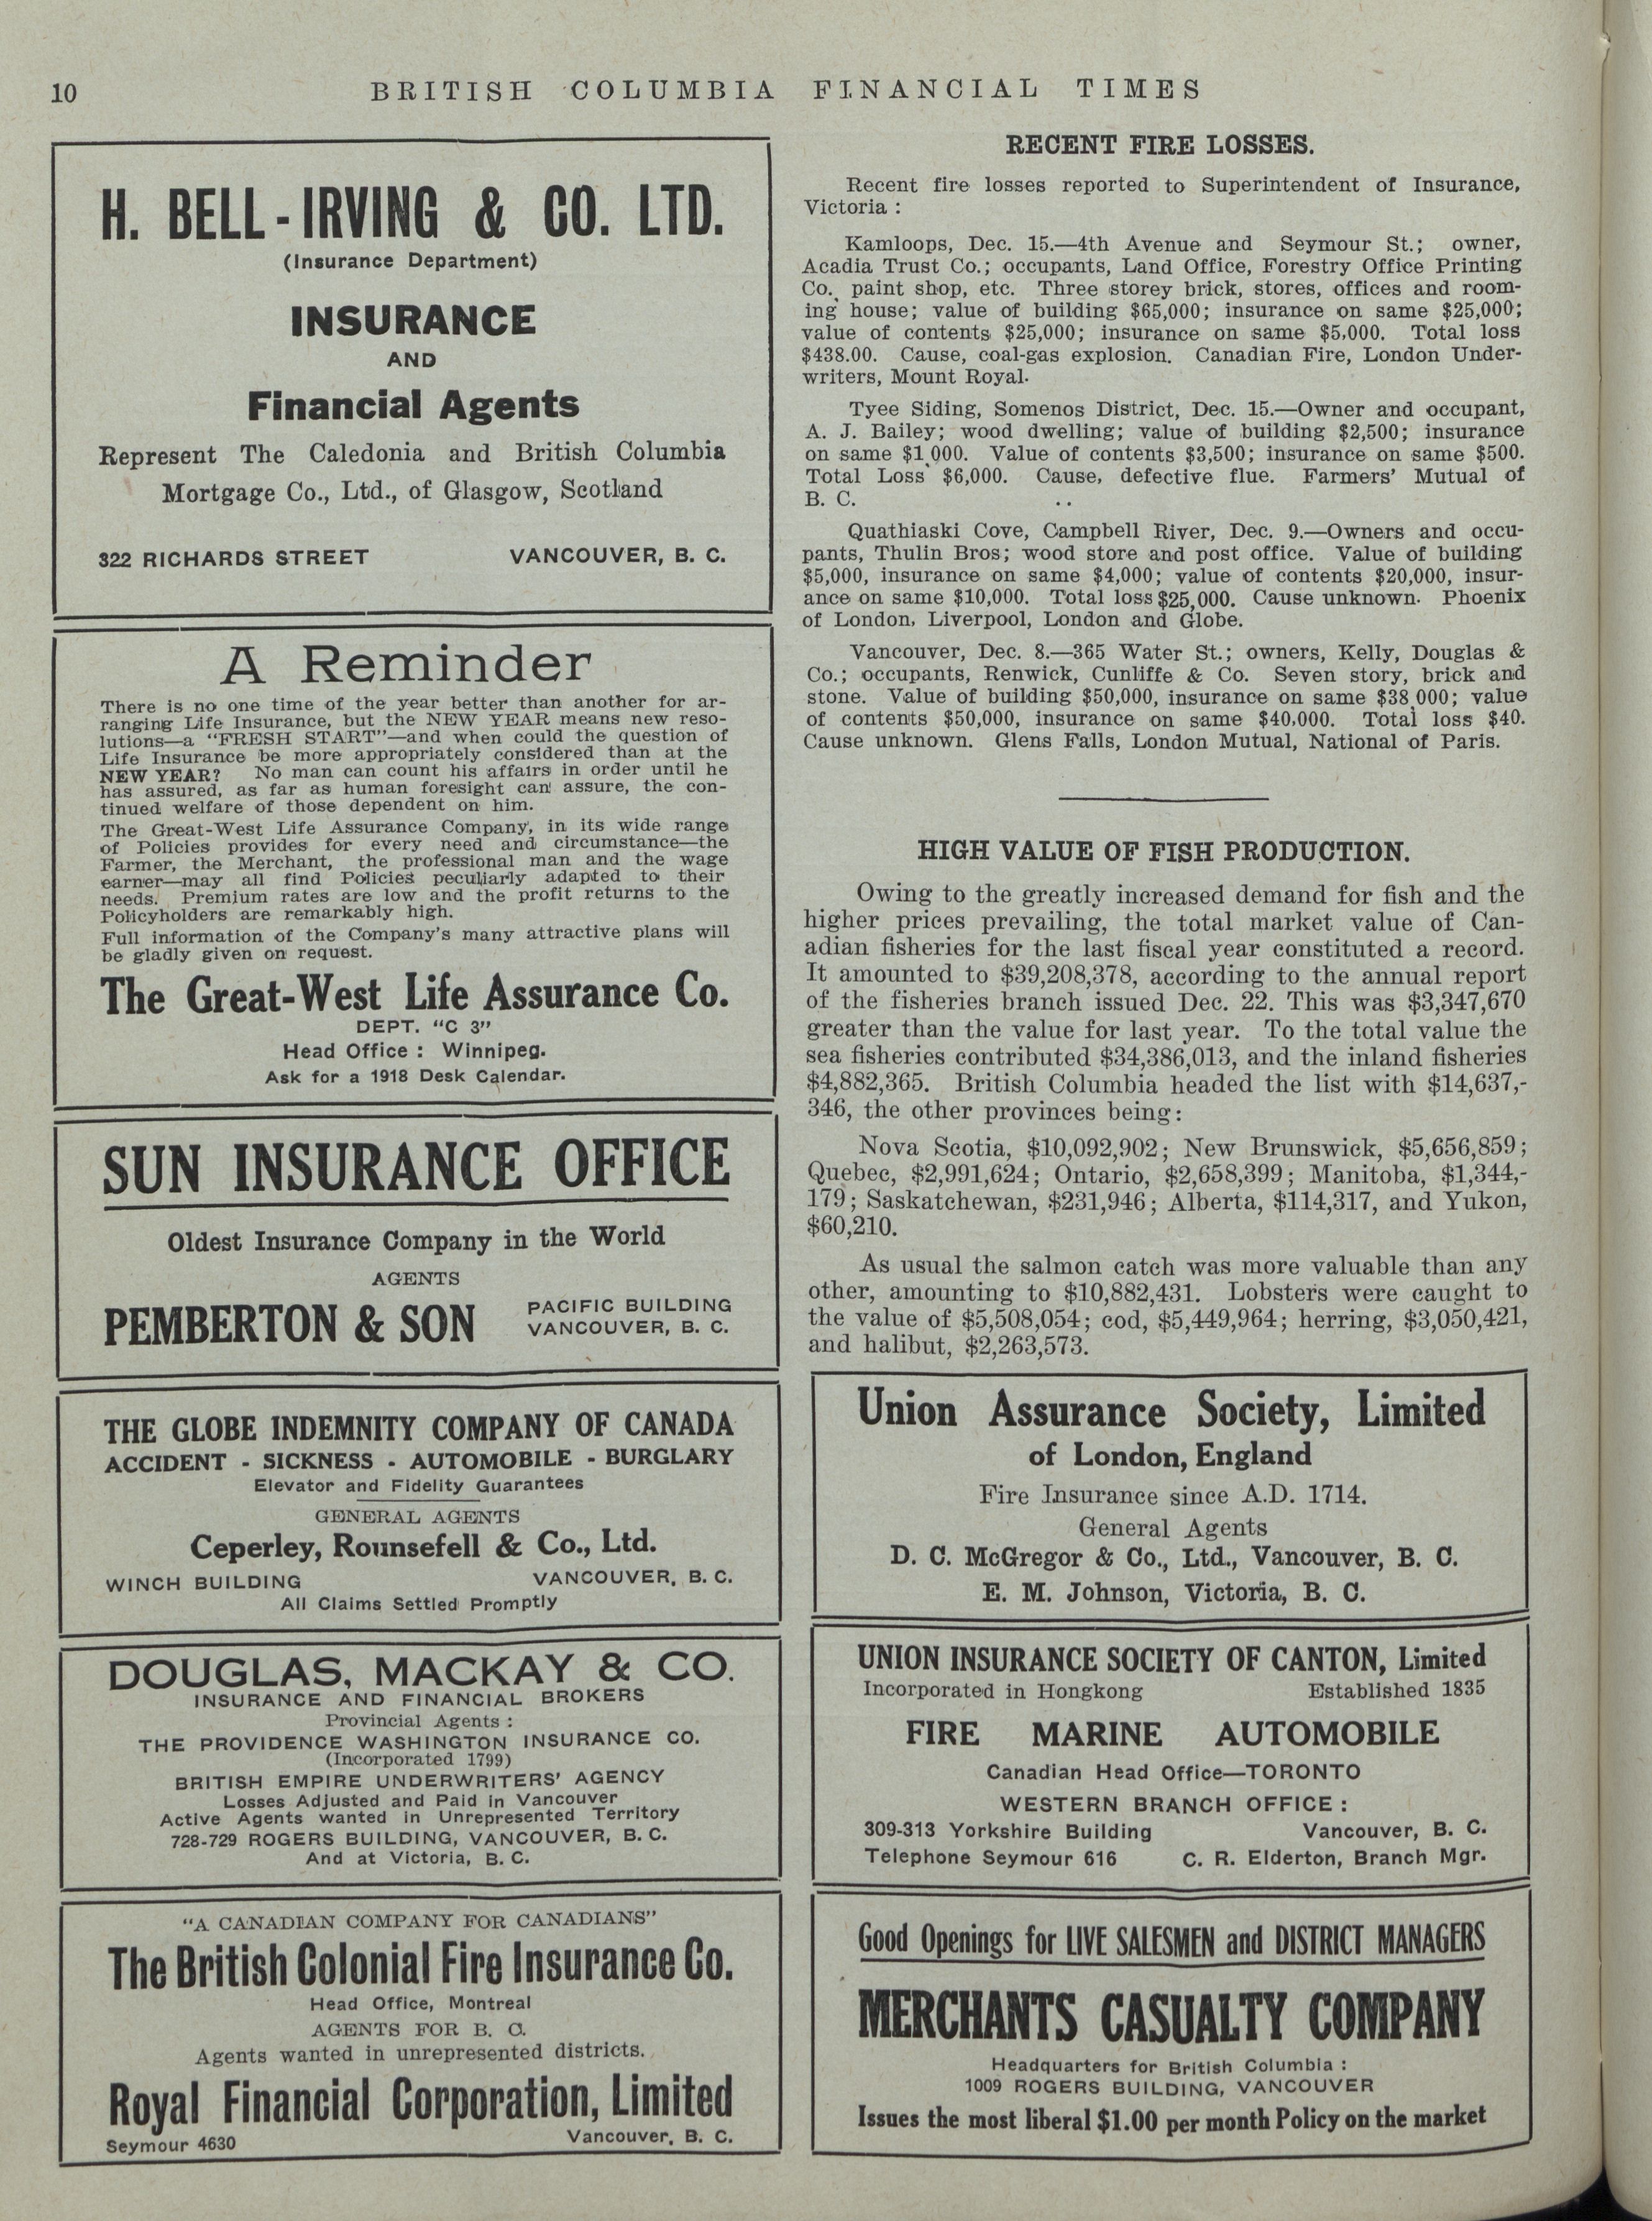 10
BRITISH COLUMBIA FINANCIAL TIMES
H. BELL-IRVING & CO. LTD.
(Insurance Department)
INSURANCE
AND
Financial Agents
Represent The Caledonia and British Columbia
Mortgage Co., Ltd., of Glasgow, Scotland
322 RICHARDS STREET VANCOUVER, B. C.
A Reminder
There is no one time of the year better than another for ar-
ranging Life Insurance, but the NEW YEAR means new reso-
lutions—a "FRESH START"—and when could the question of
Life Insurance be more appropriately considered than at the
NEW YEAR? No man can count his affairs in order until he
has assured, as far as human foresight can assure, the con-
tinued welfare of those dependent on him.
The Great-West Life Assurance Company, in its wide range
of Policies provides for every need and circumstance—the
Farmer, the Merchant, the professional man and the wage
earner—may all find Policies peculiarly adapted to their
needs. Premium rates are low and the profit returns to the
Policyholders are remarkably high.
Full information of the Company's many attractive plans will
be gladly given on request.
The Great-West Life Assurance Co.
DEPT. "C 3"
Head Office : Winnipeg.
Ask for a 1918 Desk Calendar.
SUN INSURANCE OFFICE
Oldest Insurance Company in the World
AGENTS
PEMBERTON & SON
PACIFIC BUILDING
VANCOUVER, B. C.
THE GLOBE INDEMNITY COMPANY OF CANADA
ACCIDENT - SICKNESS - AUTOMOBILE - BURGLARY
Elevator and Fidelity Guarantees
GENERAL AGENTS
Ceperley, Rounsefell & Co., Ltd.
WINCH BUILDING VANCOUVER, B. C.
All Claims Settled Promptly
DOUGLAS, MACKAY & CO.
INSURANCE AND FINANCIAL BROKERS
Provincial Agents :
THE PROVIDENCE WASHINGTON INSURANCE CO.
(Incorporated 1799)
BRITISH EMPIRE UNDERWRITERS' AGENCY
Losses Adjusted and Paid in Vancouver
Active Agents wanted in Unrepresented Territory
728-729 ROGERS BUILDING, VANCOUVER, B. C.
And at Victoria, B. C.
"A CANADIAN COMPANY FOR CANADIANS"
The British Colonial Fire Insurance Co.
Head Office, Montreal
AGENTS FOR B. C.
Agents wanted in unrepresented districts.
Royal Financial Corporation, Limited
Seymour 4630 Vancouver, B. C.
RECENT FIRE LOSSES.
Recent fire losses reported to Superintendent of Insurance,
Victoria :
Kamloops, Dec. 15.—4th Avenue and Seymour St.; owner,
Acadia Trust Co.; occupants, Land Office, Forestry Office Printing
Co., paint shop, etc. Three storey brick, stores, offices and room-
ing house; value of building $65,000; insurance on same $25,000;
value of contents $25,000; insurance on same $5,000. Total loss
$438.00. Cause, coal-gas explosion. Canadian Fire, London Under-
writers, Mount Royal.
Tyee Siding, Somenos District, Dec. 15.—Owner and occupant,
A. J. Bailey; wood dwelling; value of building $2,500; insurance
on same $1,000. Value of contents $3,500; insurance on same $500.
Total Loss $6,000. Cause, defective flue. Farmers' Mutual of
B. C. ..
Quathiaski Cove, Campbell River, Dec. 9.—Owners and occu-
pants, Thulin Bros; wood store and post office. Value of building
$5,000, insurance on same $4,000; value of contents $20,000, insur-
ance on same $10,000. Total loss $25,000. Cause unknown. Phoenix
of London, Liverpool, London and Globe.
Vancouver, Dec. 8.—365 Water St.; owners, Kelly, Douglas &
Co.; occupants, Renwick, Cunliffe & Co. Seven story, brick and
stone. Value of building $50,000, insurance on same $38,000; value
of contents $50,000, insurance on same $40.000. Total loss $40.
Cause unknown. Glens Falls, London Mutual, National of Paris.
HIGH VALUE OF FISH PRODUCTION.
Owing to the greatly increased demand for fish and the
higher prices prevailing, the total market value of Can-
adian fisheries for the last fiscal year constituted a record.
It amounted to $39,208,378, according to the annual report
of the fisheries branch issued Dec. 22. This was $3,347,670
greater than the value for last year. To the total value the
sea fisheries contributed $34,386,013, and the inland fisheries
$4,882,365. British Columbia headed the list with $14,637,-
346, the other provinces being:
Nova Scotia, $10,092,902; New Brunswick, $5,656,859;
Quebec, $2,991,624; Ontario, $2,658,399; Manitoba, $1,344,-
179; Saskatchewan, $231,946; Alberta, $114,317, and Yukon,
$60,210.
As usual the salmon catch was more valuable than any
other, amounting to $10,882,431. Lobsters were caught to
the value of $5,508,054; cod, $5,449,964; herring, $3,050,421,
and halibut, $2,263,573.
Union Assurance Society, Limited
of London, England
Fire Insurance since A.D. 1714.
General Agents
D. C. McGregor & Co., Ltd., Vancouver, B. C.
E. M. Johnson, Victoria, B. C.
UNION INSURANCE SOCIETY OF CANTON, Limited
Incorporated in Hongkong Established 1835
FIRE MARINE AUTOMOBILE
Canadian Head Office—TORONTO
WESTERN BRANCH OFFICE :
309-313 Yorkshire Building Vancouver, B. C.
Telephone Seymour 616 C. R. Elderton, Branch Mgr.
Good Openings for LIVE SALESMEN and DISTRICT MANAGERS
MERCHANTS CASUALTY COMPANY
Headquarters for British Columbia :
1009 ROGERS BUILDING, VANCOUVER
Issues the most liberal $1.00 per month Policy on the market